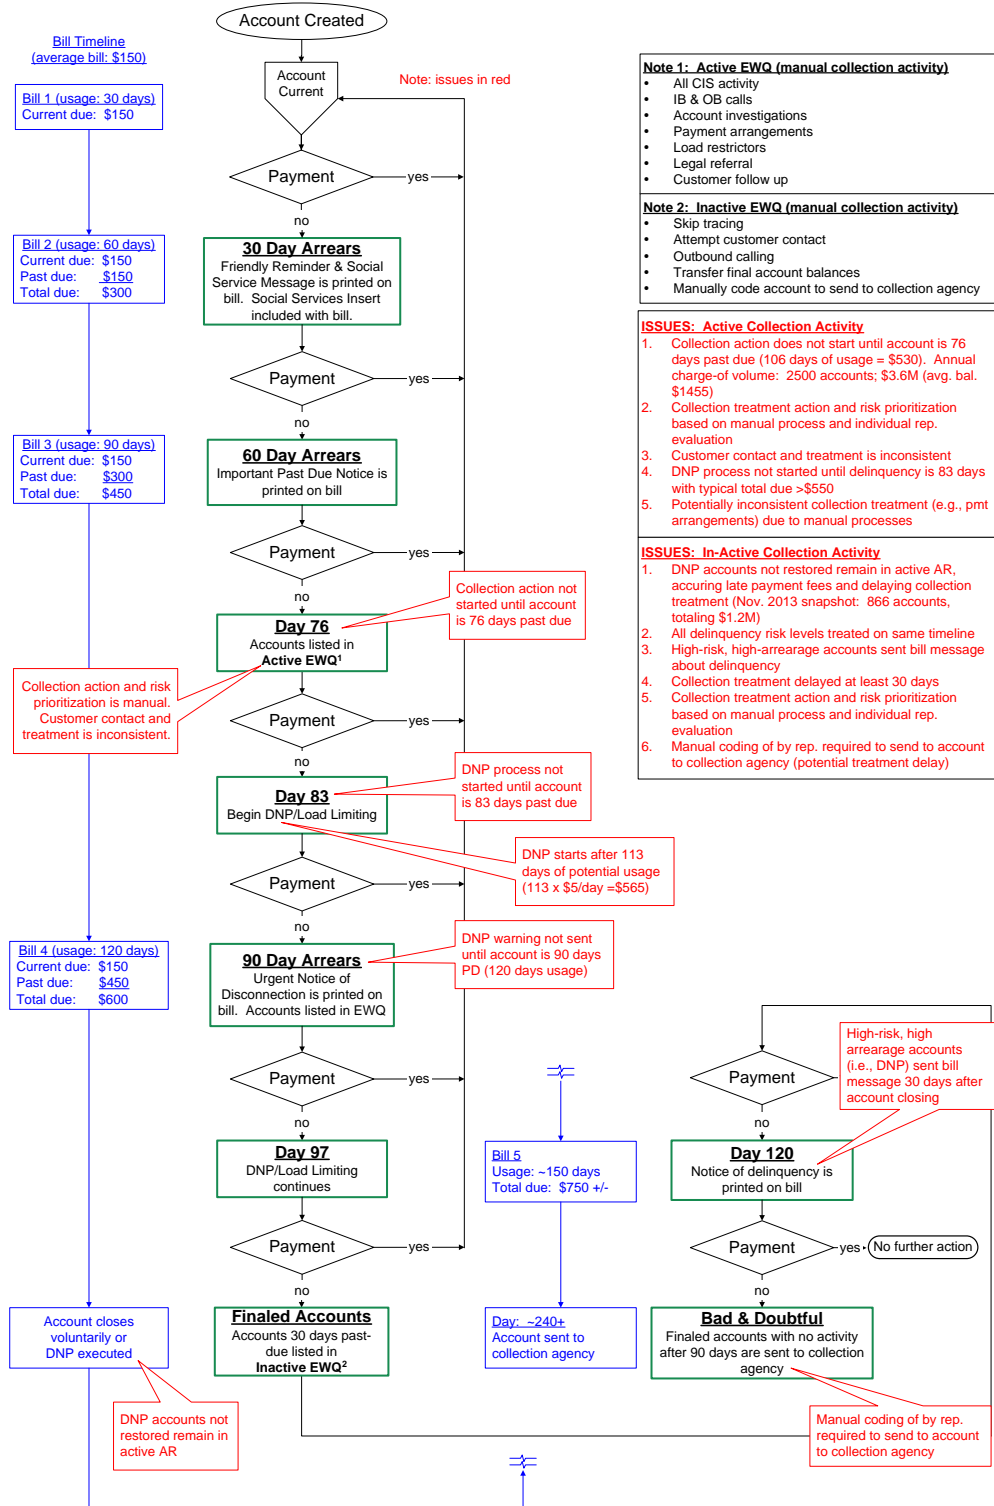 Account Created
Bill Timeline
(average bill: $150)
Account
Current
Note: issues in red
Bill 1 (usage: 30 days)
Current due:  $150
Payment
yes
no
Bill 2 (usage: 60 days)
Current due:  $150
Past due:  $150
Total due:  $300
30 Day Arrears
Friendly Reminder & Social
Service Message is printed on
bill.  Social Services Insert
included with bill.
Payment
yes
no
Bill 3 (usage: 90 days)
Current due:  $150
Past due:  $300
Total due:  $450
60 Day Arrears
Important Past Due Notice is
printed on bill
Payment
yes
no
Collection action not
started until account
is 76 days past due
Day 76
Accounts listed in
Active EWQ1
Collection action and risk
prioritization is manual.
Customer contact and
treatment is inconsistent.
Payment
yes
no
DNP process not
started until account
is 83 days past due
Day 83
Begin DNP/Load Limiting
DNP starts after 113
days of potential usage
(113 x $5/day =$565)
Payment
yes
no
DNP warning not sent
until account is 90 days
PD (120 days usage)
Bill 4 (usage: 120 days)
Current due:  $150
Past due:  $450
Total due:  $600
90 Day Arrears
Urgent Notice of
Disconnection is printed on
bill.  Accounts listed in EWQ
Payment
yes
no
Day 97
DNP/Load Limiting
continues
Payment
yes
no
Account closes
voluntarily or
DNP executed
Finaled Accounts
Accounts 30 days past-
due listed in
Inactive EWQ2
DNP accounts not
restored remain in
active AR
Bill 5
Usage: ~150 days
Total due:  $750 +/-
Day:  ~240+
Account sent to
collection agency
Note 1:  Active EWQ (manual collection activity)
• All CIS activity
• IB & OB calls
• Account investigations
• Payment arrangements
• Load restrictors
• Legal referral
• Customer follow up
Note 2:  Inactive EWQ (manual collection activity)
• Skip tracing
• Attempt customer contact
• Outbound calling
• Transfer final account balances
• Manually code account to send to collection agency
ISSUES:  Active Collection Activity
1. Collection action does not start until account is 76
days past due (106 days of usage = $530).  Annual
charge-of volume:  2500 accounts; $3.6M (avg. bal.
$1455)
2. Collection treatment action and risk prioritization
based on manual process and individual rep.
evaluation
3. Customer contact and treatment is inconsistent
4. DNP process not started until delinquency is 83 days
with typical total due >$550
5. Potentially inconsistent collection treatment (e.g., pmt
arrangements) due to manual processes
ISSUES:  In-Active Collection Activity
1. DNP accounts not restored remain in active AR,
accuring late payment fees and delaying collection
treatment (Nov. 2013 snapshot:  866 accounts,
totaling $1.2M)
2. All delinquency risk levels treated on same timeline
3. High-risk, high-arrearage accounts sent bill message
about delinquency
4. Collection treatment delayed at least 30 days
5. Collection treatment action and risk prioritization
based on manual process and individual rep.
evaluation
6. Manual coding of by rep. required to send to account
to collection agency (potential treatment delay)
High-risk, high
arrearage accounts
(i.e., DNP) sent bill
message 30 days after
account closing
Payment
no
Day 120
Notice of delinquency is
printed on bill
Payment
yes
No further action
no
Bad & Doubtful
Finaled accounts with no activity
after 90 days are sent to collection
agency
Manual coding of by rep.
required to send to account
to collection agency